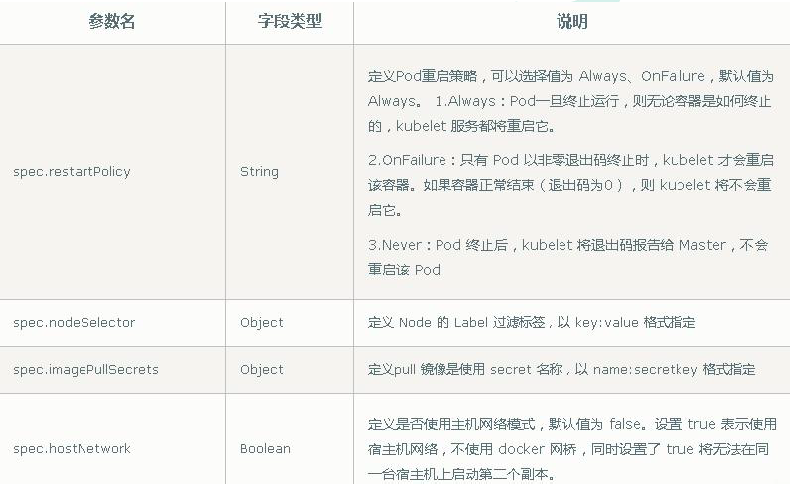 参数名
字段类型
说明
spec.restartPolicy
String
定义Pod重启策略，可以选择值为 Always、OnFailure，默认值为
Always。 1.Always：Pod一旦终止运行，则无论容器是如何终止
的，kubelet 服务都将重启它。
2.OnFailure：只有 Pod 以非零退出码终止时，kubelet 才会重启
该容器。如果容器正常结束（退出码为0），则 kubelet 将不会重
启它。
3.Never：Pod 终止后，kubelet 将退出码报告给 Master，不会
重启该 Pod
spec.nodeSelector
Object
定义 Node 的 Label 过滤标签，以 key:value 格式指定
spec.imagePullSecrets
Object
定义pull 镜像是使用 secret 名称，以 name:secretkey 格式指定
spec.hostNetwork
Boolean
定义是否使用主机网络模式，默认值为 false。设置 true 表示使用
宿主机网络，不使用 docker 网桥，同时设置了 true 将无法在同
一台宿主机上启动第二个副本。